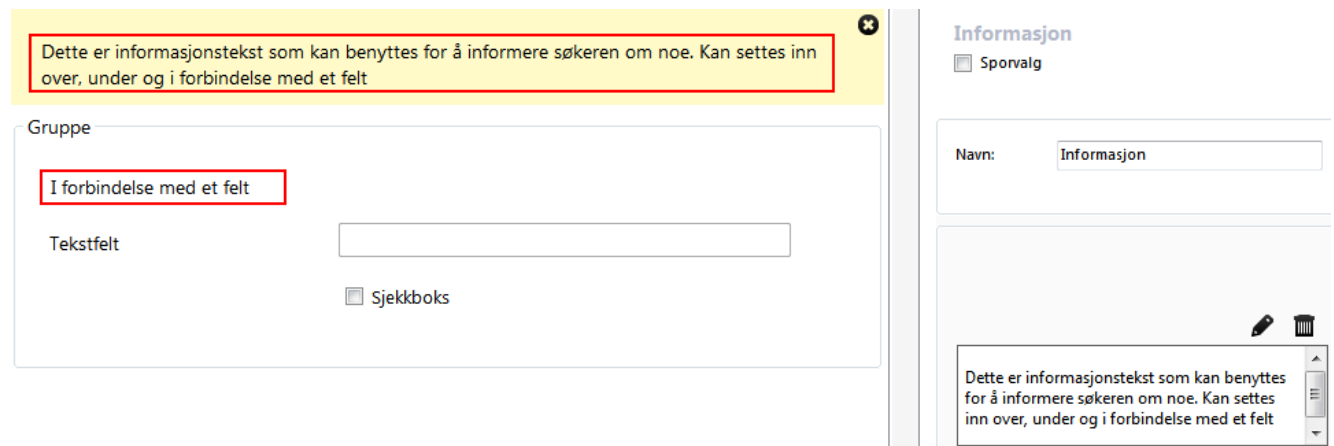 Dette er informasjonstekst som kan benyttes for å informere søkeren om noe. Kan settes inn
over, under og i forbindelse med et felt
Gruppe
I forbindelse med et felt
Tekstfelt
Sjekkboks
Informasjon
Sporvalg
Navn:
Informasjon
Dette er informasjonstekst som kan benyttes
for å informere søkeren om noe. Kan settes
inn over, under og i forbindelse med et felt